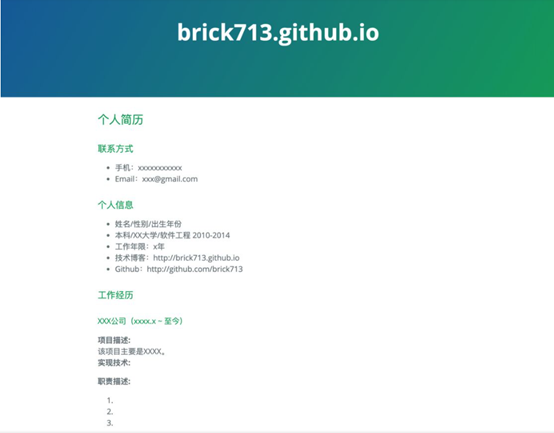 brick713.github.io
个人简历
联系方式
手机：xxxxxxxxxxx
Email：xxx@gmail.com
个人信息
姓名/性别/出生年份
本科/XX大学/软件工程 2010-2014
工作年限：x年
技术博客：http://brick713.github.io
Github：http://github.com/brick713
工作经历
XXX公司（xxxx.x ~ 至今）
项目描述:
该项目主要是XXXX。
实现技术:
职责描述:
1.
2.
3.